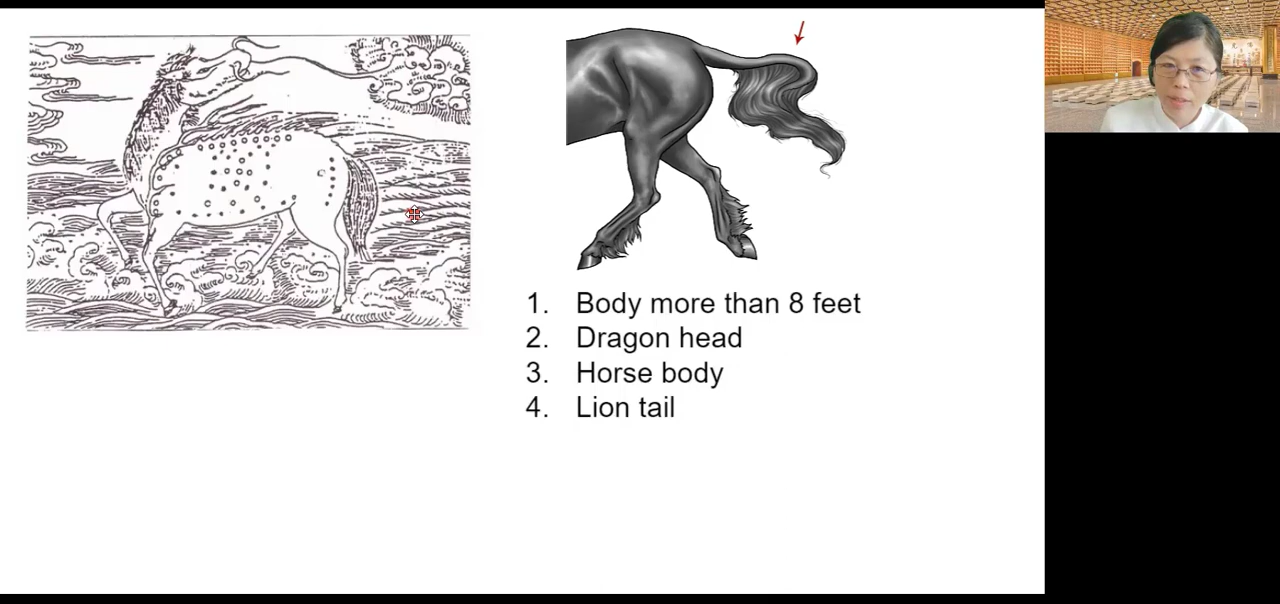 1. Body more than 8 feet
2. Dragon head
3. Horse body
4. Lion tail